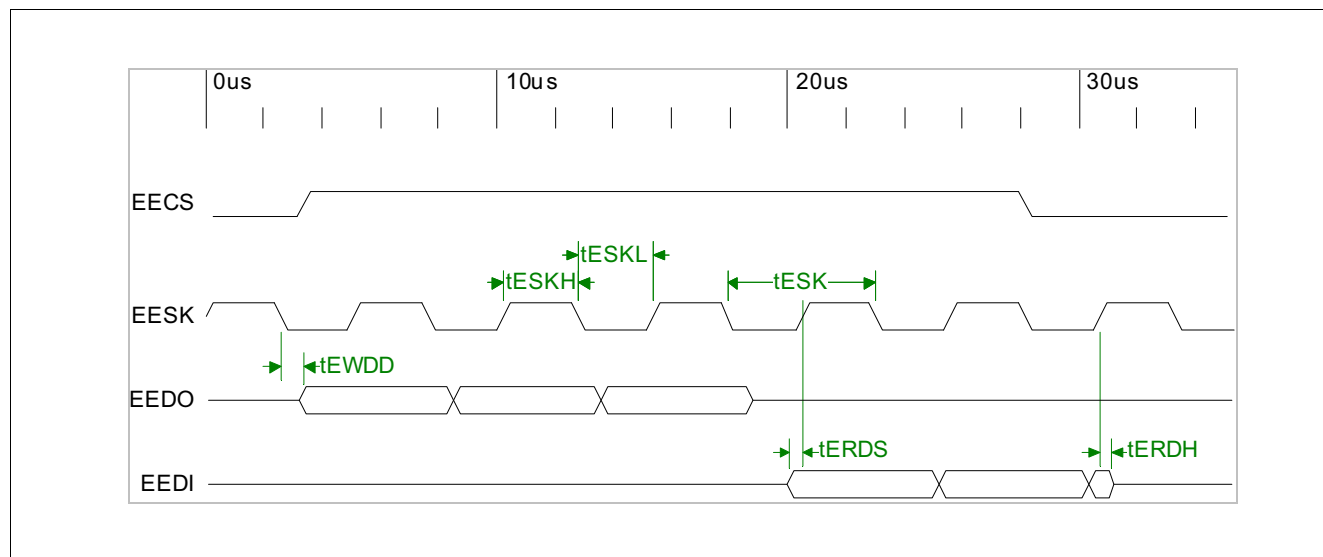 0us 10us 20us 30us
EECS
tESKL
tESKH tESK
EESK
tEWDD
EEDO
tERDS tERDH
EEDI